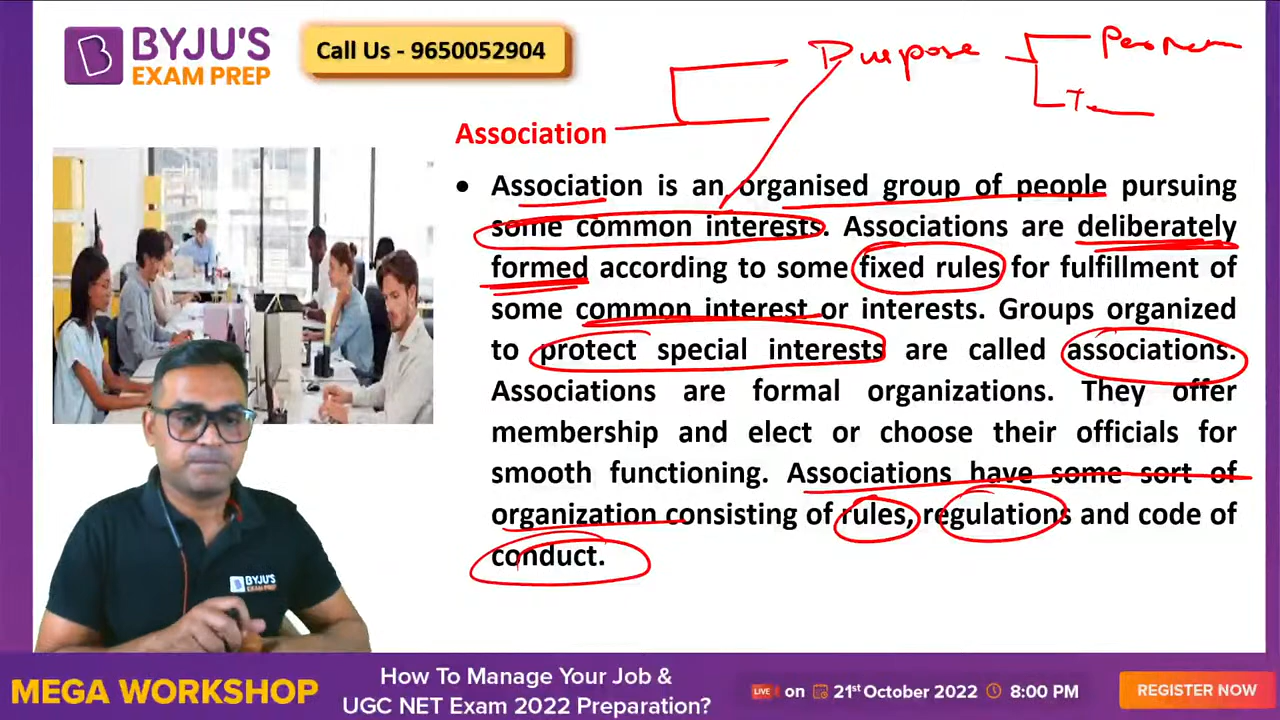 BYJU'S
EXAM PREP
Call Us - 9650052904
Purpose
Association
• Association is an organised group of people pursuing
some common interests. Associations are deliberately
formed according to some fixed rules for fulfillment of
some common interest or interests. Groups organized
to protect special interests are called associations.
Associations are formal organizations. They offer
membership and elect or choose their officials for
smooth functioning. Associations have some sort of
organization consisting of rules, regulations and code of
conduct.
BYJU'S
EXAM PREP
MEGA WORKSHOP
How To Manage Your Job &
UGC NET Exam 2022 Preparation?
LIVE on 21st October 2022 8:00 PM
REGISTER NOW